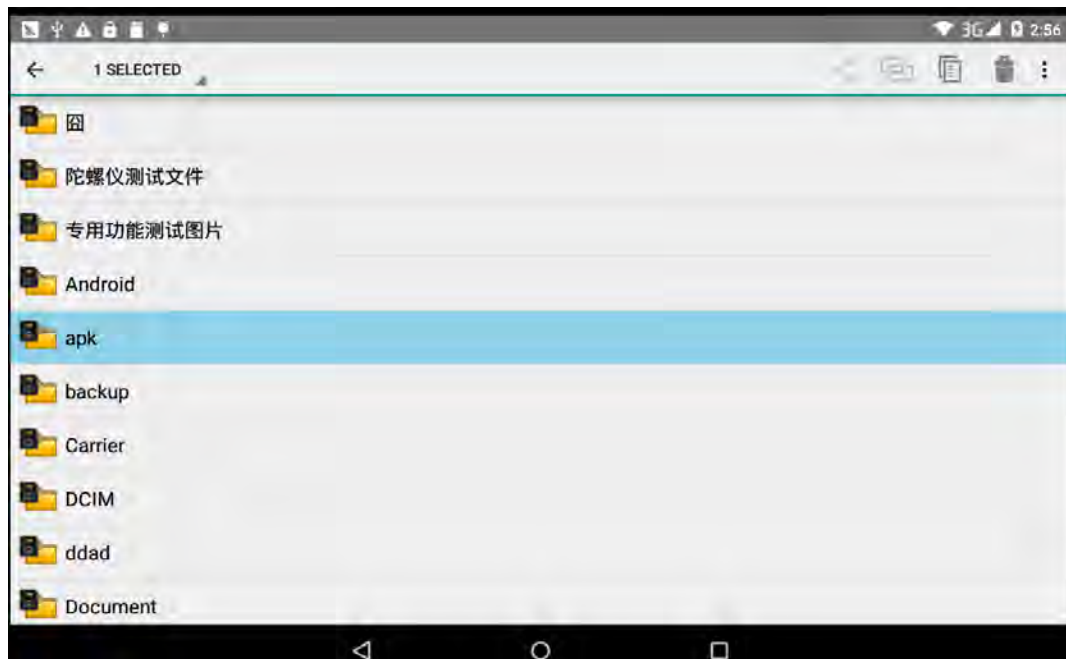 3G 2:56
1 SELECTED
囧
陀螺仪测试文件
专用功能测试图片
Android
apk
backup
Carrier
DCIM
ddad
Document